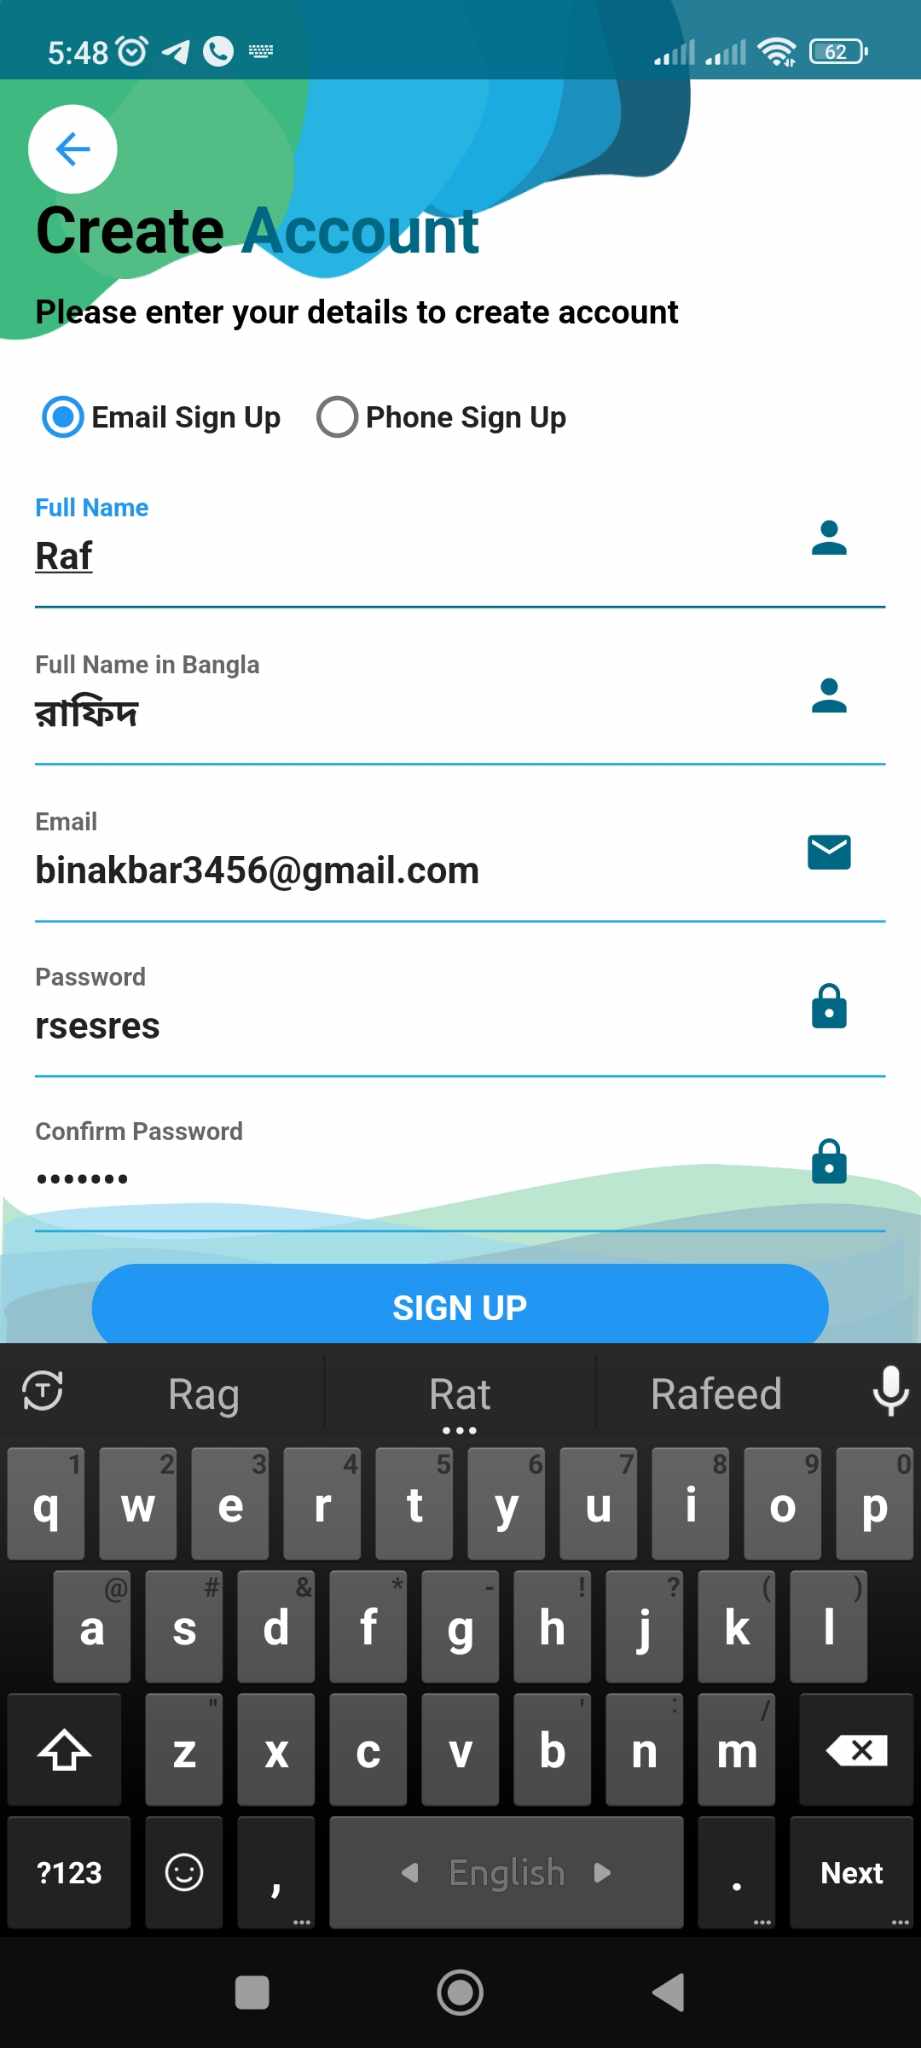 5:48
62
Create Account
Please enter your details to create account
Email Sign Up Phone Sign Up
Full Name
Raf
Full Name in Bangla
রাফিদ
Email
binakbar3456@gmail.com
Password
rsesres
Confirm Password
•••••••
SIGN UP
T Rag Rat Rafeed
1 2 3 4 5 6 7 8 9 0
q w e r t y u i o p
@ # & * - ! ? ( )
a s d f g h j k l
" ' : /
z x c v b n m
?123 , English . Next